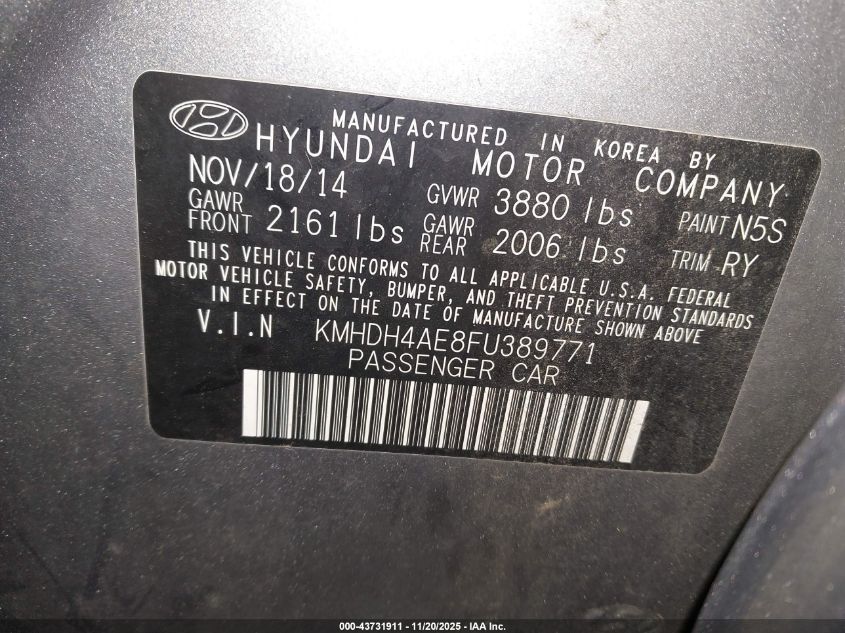 MANUFACTURED IN KOREA BY
HYUNDAI MOTOR COMPANY
NOV/18/14 GVWR 3880 lbs PAINT N5S
GAWR FRONT 2161 lbs GAWR REAR 2006 lbs TRIM RY
THIS VEHICLE CONFORMS TO ALL APPLICABLE U.S.A. FEDERAL
MOTOR VEHICLE SAFETY, BUMPER, AND THEFT PREVENTION STANDARDS
IN EFFECT ON THE DATE OF MANUFACTURE SHOWN ABOVE
V.I.N KMHDH4AE8FU389771
PASSENGER CAR
000-43731911 - 11/20/2025 - IAA Inc.